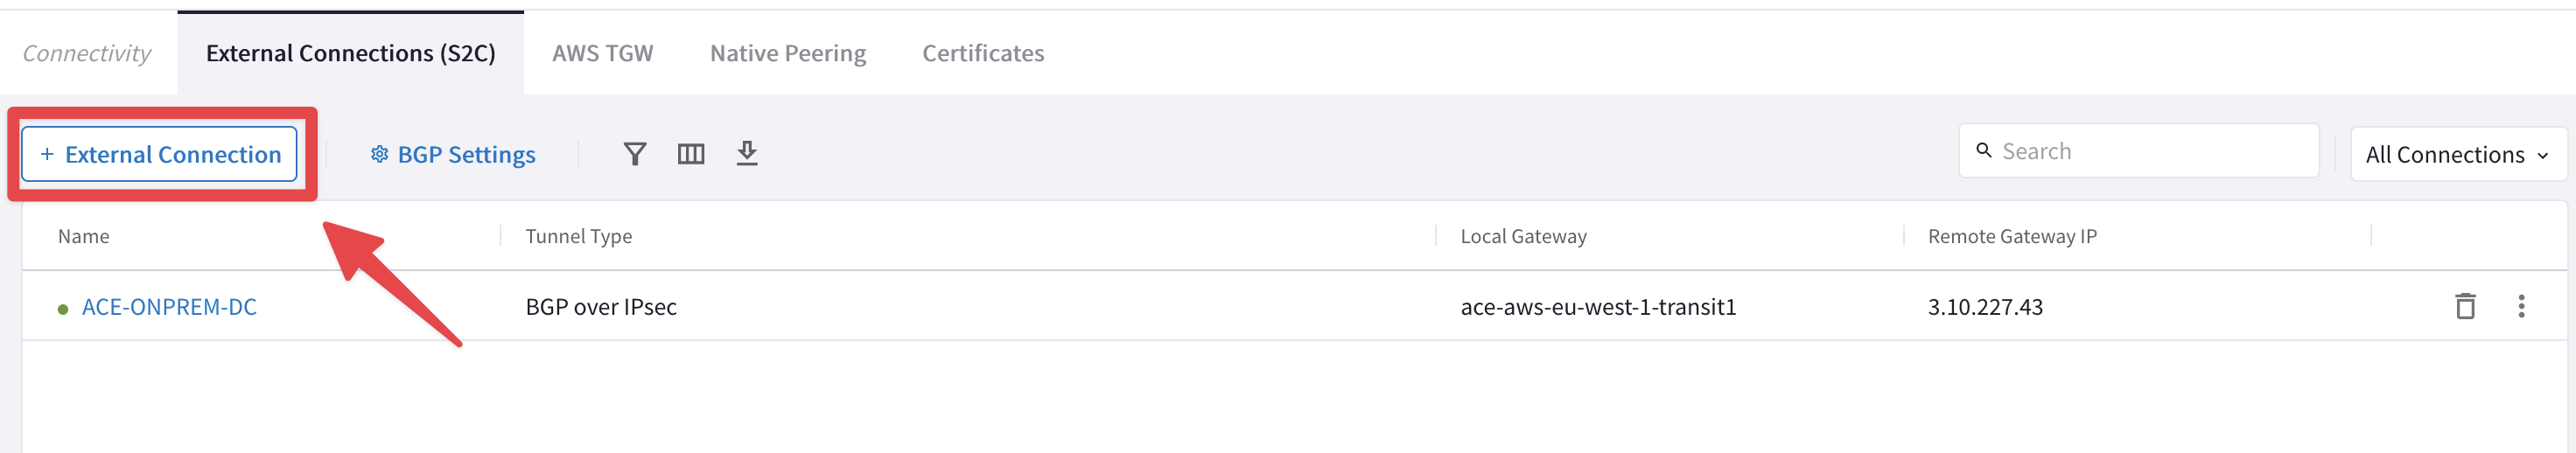 Connectivity External Connections (S2C) AWS TGW Native Peering Certificates
+ External Connection BGP Settings Search All Connections
Name Tunnel Type Local Gateway Remote Gateway IP
ACE-ONPREM-DC BGP over IPsec ace-aws-eu-west-1-transit1 3.10.227.43